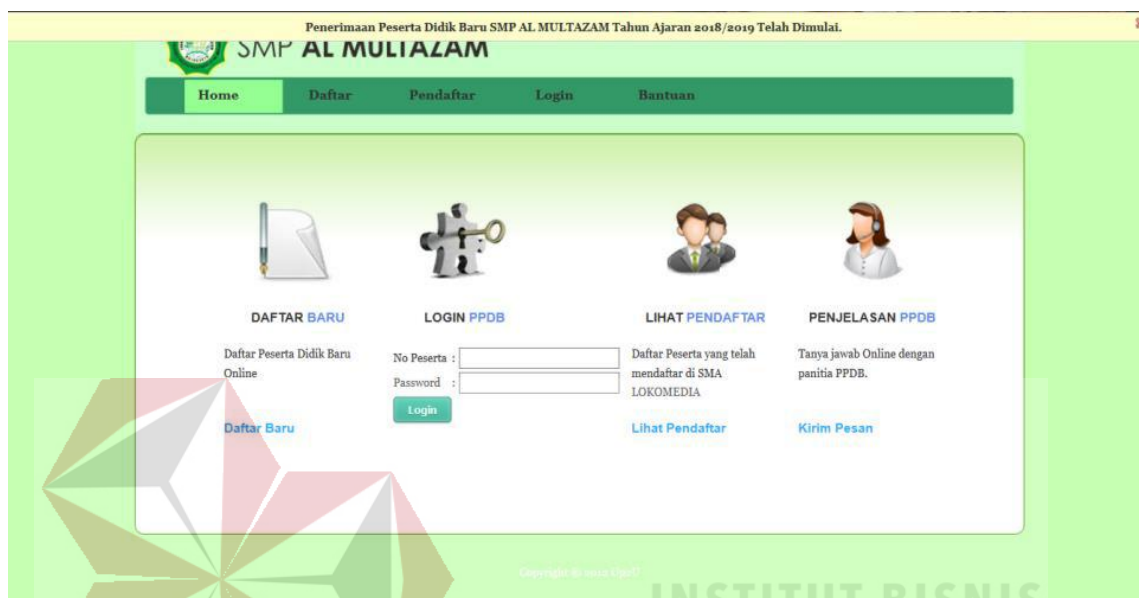 Penerimaan Peserta Didik Baru SMP AL MULTAZAM Tahun Ajaran 2018/2019 Telah Dimulai.
SMP AL MULTAZAM
Home Daftar Pendaftar Login Bantuan
DAFTAR BARU
Daftar Peserta Didik Baru
Online
Daftar Baru
LOGIN PPDB
No Peserta :
Password :
Login
LIHAT PENDAFTAR
Daftar Peserta yang telah
mendaftar di SMA
LOKOMEDIA
Lihat Pendaftar
PENJELASAN PPDB
Tanya jawab Online dengan
panitia PPDB.
Kirim Pesan
Copyright ©
INSTITUT BISNIS